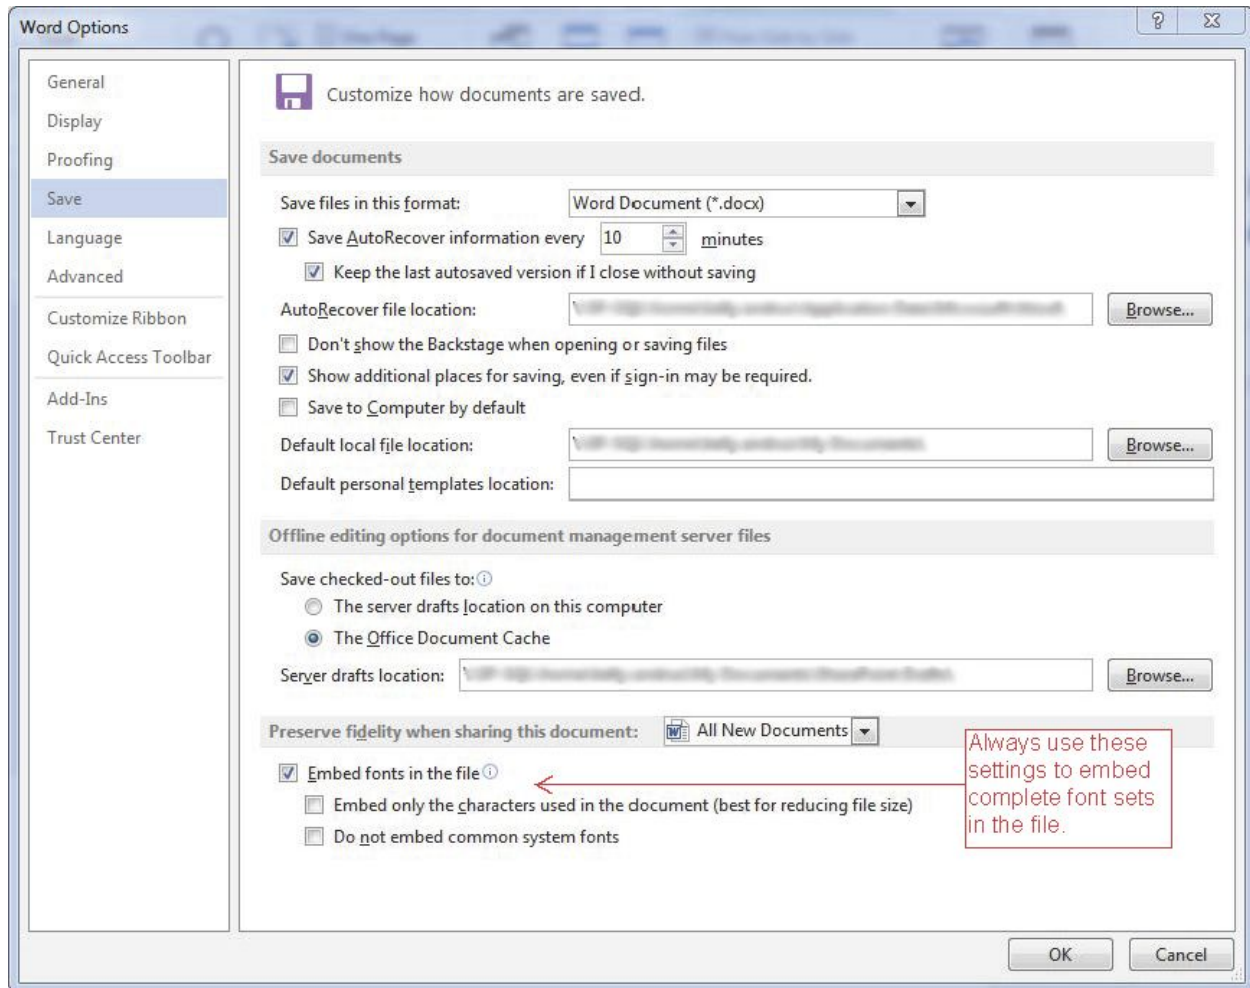 Word Options
General
Display
Proofing
Save
Language
Advanced
Customize Ribbon
Quick Access Toolbar
Add-Ins
Trust Center
Customize how documents are saved.
Save documents
Save files in this format: Word Document (*.docx)
Save AutoRecover information every 10 minutes
Keep the last autosaved version if I close without saving
AutoRecover file location: Browse...
Don't show the Backstage when opening or saving files
Show additional places for saving, even if sign-in may be required.
Save to Computer by default
Default local file location: Browse...
Default personal templates location:
Offline editing options for document management server files
Save checked-out files to:
The server drafts location on this computer
The Office Document Cache
Server drafts location: Browse...
Preserve fidelity when sharing this document: All New Documents
Embed fonts in the file
Embed only the characters used in the document (best for reducing file size)
Do not embed common system fonts
Always use these
settings to embed
complete font sets
in the file.
OK Cancel